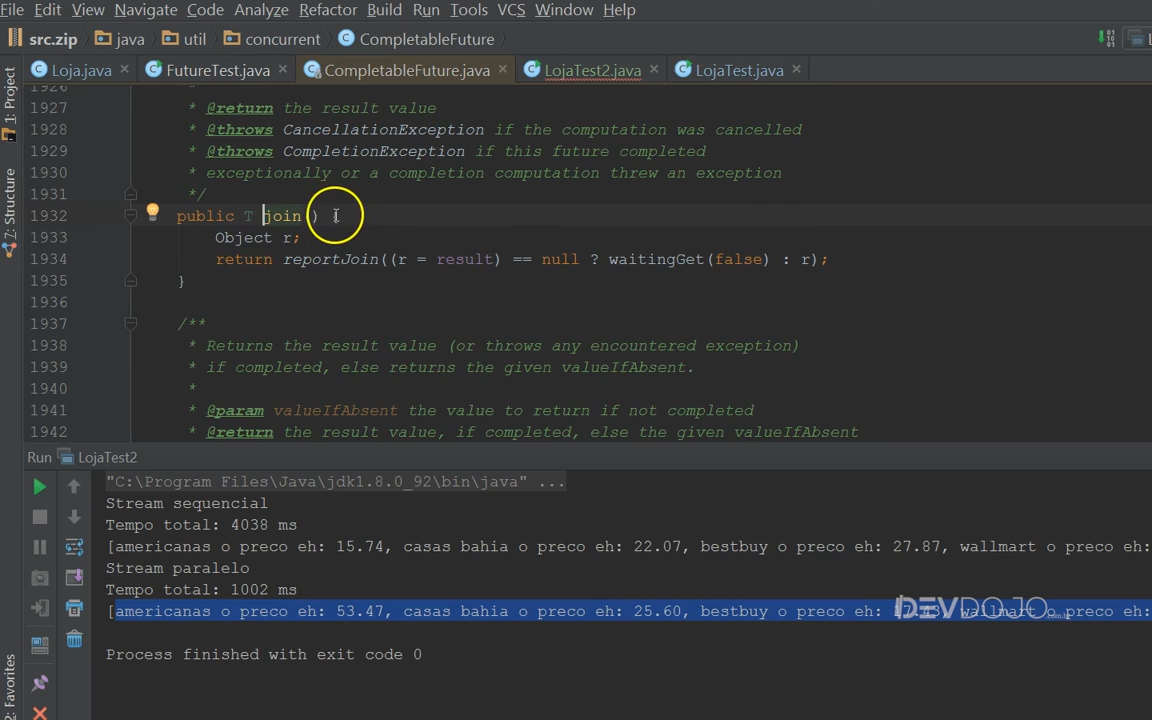 File Edit View Navigate Code Analyze Refactor Build Run Tools VCS Window Help
src.zip java util concurrent CompletableFuture
Loja.java FutureTest.java CompletableFuture.java LojaTest2.java LojaTest.java
1: Project
7: Structure
2: Favorites
1926 *
1927 * @return the result value
1928 * @throws CancellationException if the computation was cancelled
1929 * @throws CompletionException if this future completed
1930 * exceptionally or a completion computation threw an exception
1931 */
1932 public T join() {
1933 Object r;
1934 return reportJoin((r = result) == null ? waitingGet(false) : r);
1935 }
1936
1937 /**
1938 * Returns the result value (or throws any encountered exception)
1939 * if completed, else returns the given valueIfAbsent.
1940 *
1941 * @param valueIfAbsent the value to return if not completed
1942 * @return the result value, if completed, else the given valueIfAbsent
Run LojaTest2
"C:\Program Files\Java\jdk1.8.0_92\bin\java" ...
Stream sequencial
Tempo total: 4038 ms
[americanas o preco eh: 15.74, casas bahia o preco eh: 22.07, bestbuy o preco eh: 27.87, wallmart o preco eh:
Stream paralelo
Tempo total: 1002 ms
[americanas o preco eh: 53.47, casas bahia o preco eh: 25.60, bestbuy o preco eh: wallmart o preco eh:
DEVDOJO.com.br
Process finished with exit code 0